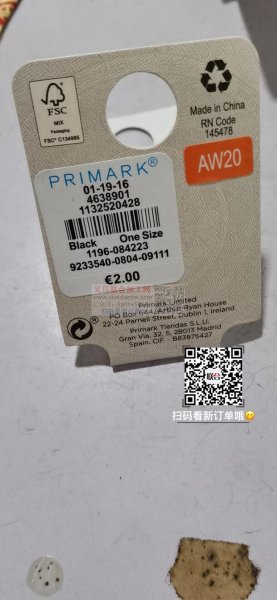 FSC
MIX
Packaging
FSC® C134985
Made in China
RN Code
145478
AW20
PRIMARK®
01-19-16
4638901
1132520428
Black One Size
1196-084223
9233540-0804-09111
€2.00
Primark Limited
PO Box 644, Arthur Ryan House
22-24 Parnell Street, Dublin 1, Ireland
Primark Tiendas S.L.U.
Gran Via, 32, 5, 28013 Madrid
Spain, CIF - B83875427
扫码看新订单哦😋